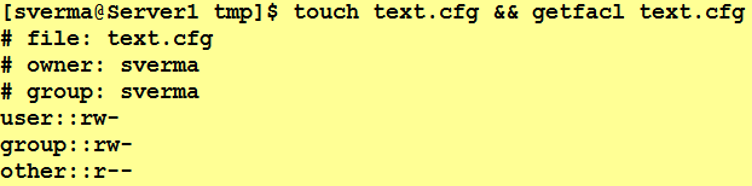 [sverma@Server1 tmp]$ touch text.cfg && getfacl text.cfg
# file: text.cfg
# owner: sverma
# group: sverma
user::rw-
group::rw-
other::r--